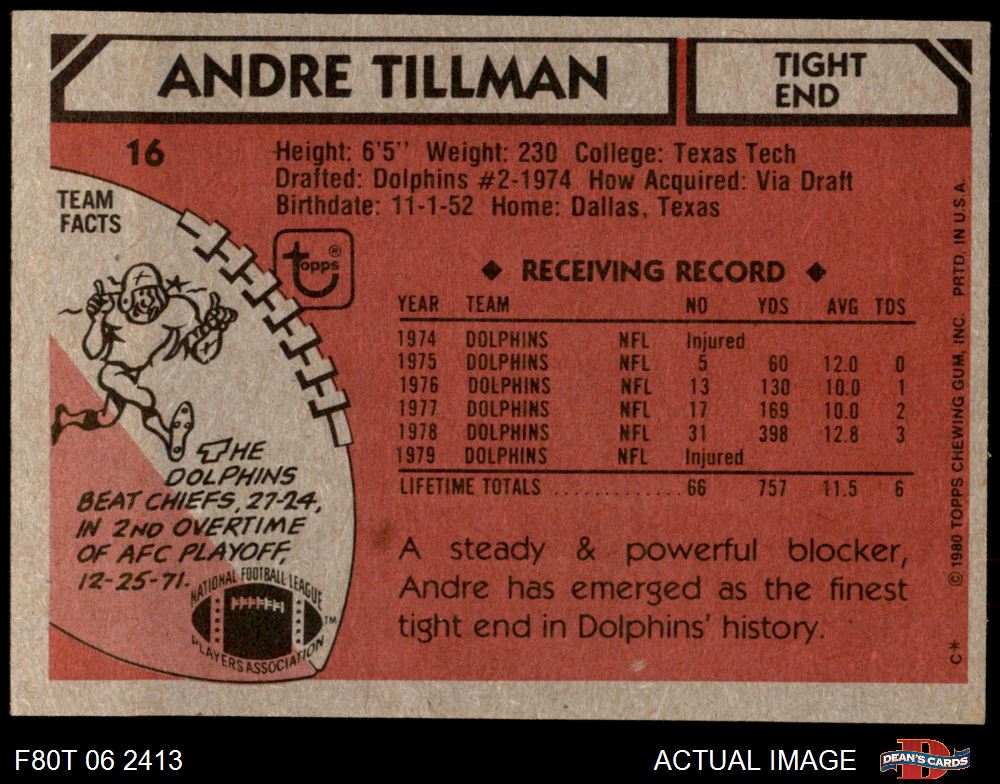 ANDRE TILLMAN
TIGHT
END
16
Height: 6'5" Weight: 230 College: Texas Tech
Drafted: Dolphins #2-1974 How Acquired: Via Draft
Birthdate: 11-1-52 Home: Dallas, Texas
TEAM
FACTS
topps®
◆ RECEIVING RECORD ◆
YEAR TEAM NO YDS AVG TDS
1974 DOLPHINS NFL Injured
1975 DOLPHINS NFL 5 60 12.0 0
1976 DOLPHINS NFL 13 130 10.0 1
1977 DOLPHINS NFL 17 169 10.0 2
1978 DOLPHINS NFL 31 398 12.8 3
1979 DOLPHINS NFL Injured
LIFETIME TOTALS ............ 66 757 11.5 6
THE
DOLPHINS
BEAT CHIEFS, 27-24,
IN 2ND OVERTIME
OF AFC PLAYOFF,
12-25-71.
NATIONAL FOOTBALL LEAGUE
PLAYERS ASSOCIATION
TM
A steady & powerful blocker,
Andre has emerged as the finest
tight end in Dolphins' history.
C* © 1980 TOPPS CHEWING GUM, INC. PRTD. IN U.S.A.
F80T 06 2413
ACTUAL IMAGE
DEAN'S CARDS